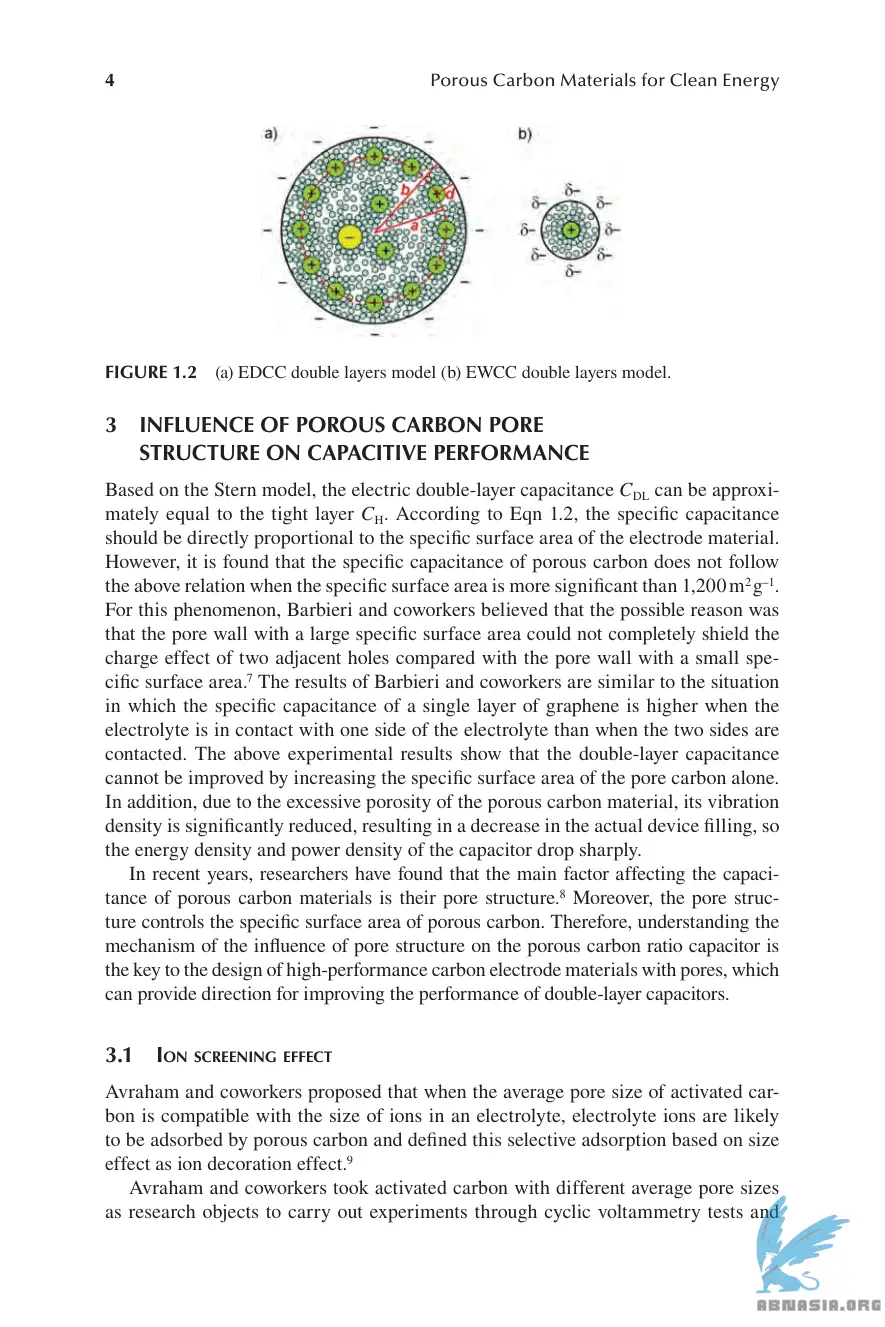 4 Porous Carbon Materials for Clean Energy
a) b)
− − − − − − − − − − − −
+ + + + + + + + + + + + + +
−
b d a
δ− δ− δ− δ− δ− δ− δ− δ−
+
FIGURE 1.2 (a) EDCC double layers model (b) EWCC double layers model.
3 INFLUENCE OF POROUS CARBON PORE
STRUCTURE ON CAPACITIVE PERFORMANCE
Based on the Stern model, the electric double-layer capacitance C_DL can be approxi-
mately equal to the tight layer C_H. According to Eqn 1.2, the specific capacitance
should be directly proportional to the specific surface area of the electrode material.
However, it is found that the specific capacitance of porous carbon does not follow
the above relation when the specific surface area is more significant than 1,200 m² g⁻¹.
For this phenomenon, Barbieri and coworkers believed that the possible reason was
that the pore wall with a large specific surface area could not completely shield the
charge effect of two adjacent holes compared with the pore wall with a small spe-
cific surface area.⁷ The results of Barbieri and coworkers are similar to the situation
in which the specific capacitance of a single layer of graphene is higher when the
electrolyte is in contact with one side of the electrolyte than when the two sides are
contacted. The above experimental results show that the double-layer capacitance
cannot be improved by increasing the specific surface area of the pore carbon alone.
In addition, due to the excessive porosity of the porous carbon material, its vibration
density is significantly reduced, resulting in a decrease in the actual device filling, so
the energy density and power density of the capacitor drop sharply.
In recent years, researchers have found that the main factor affecting the capaci-
tance of porous carbon materials is their pore structure.⁸ Moreover, the pore struc-
ture controls the specific surface area of porous carbon. Therefore, understanding the
mechanism of the influence of pore structure on the porous carbon ratio capacitor is
the key to the design of high-performance carbon electrode materials with pores, which
can provide direction for improving the performance of double-layer capacitors.
3.1 ION SCREENING EFFECT
Avraham and coworkers proposed that when the average pore size of activated car-
bon is compatible with the size of ions in an electrolyte, electrolyte ions are likely
to be adsorbed by porous carbon and defined this selective adsorption based on size
effect as ion decoration effect.⁹
Avraham and coworkers took activated carbon with different average pore sizes
as research objects to carry out experiments through cyclic voltammetry tests and
ABNASIA.ORG